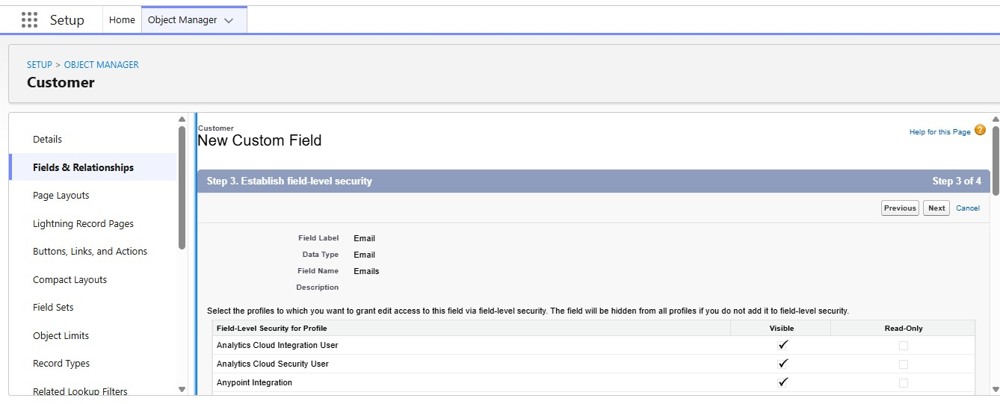 Setup Home Object Manager
SETUP > OBJECT MANAGER
Customer
Details
Fields & Relationships
Page Layouts
Lightning Record Pages
Buttons, Links, and Actions
Compact Layouts
Field Sets
Object Limits
Record Types
Related Lookup Filters
Customer
New Custom Field
Help for this Page ?
Step 3. Establish field-level security Step 3 of 4
Previous Next Cancel
Field Label Email
Data Type Email
Field Name Emails
Description
Select the profiles to which you want to grant edit access to this field via field-level security. The field will be hidden from all profiles if you do not add it to field-level security.
Field-Level Security for Profile Visible Read-Only
Analytics Cloud Integration User
Analytics Cloud Security User
Anypoint Integration